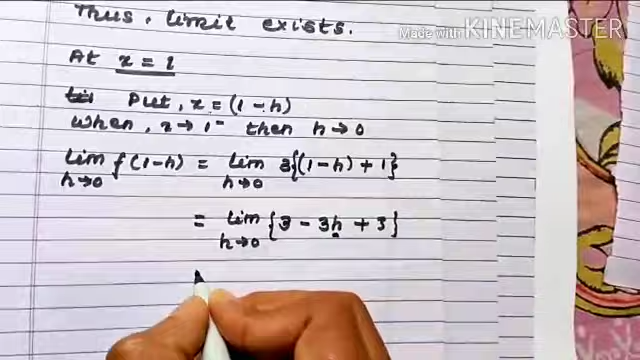 Thus, limit exists.
Made with KINEMASTER
At x = 1
Put, x = (1 - h)
when, x → 1⁻ then h → 0
lim f(1-h) = lim 3{(1-h) + 1}
h→0 h→0
= lim {3 - 3h + 3}
h→0